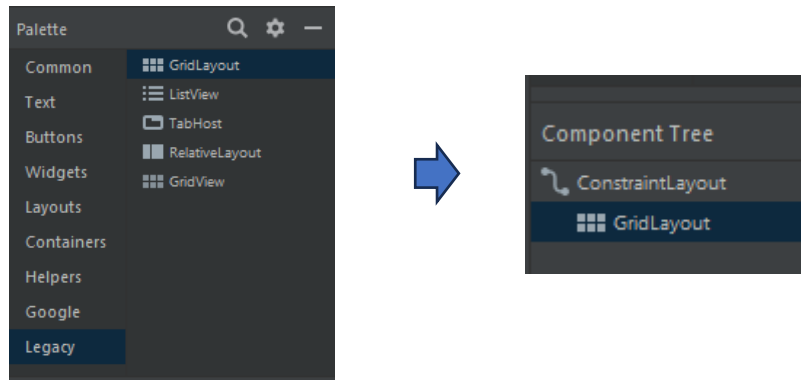 Palette
Common
Text
Buttons
Widgets
Layouts
Containers
Helpers
Google
Legacy
GridLayout
ListView
TabHost
RelativeLayout
GridView
Component Tree
ConstraintLayout
GridLayout